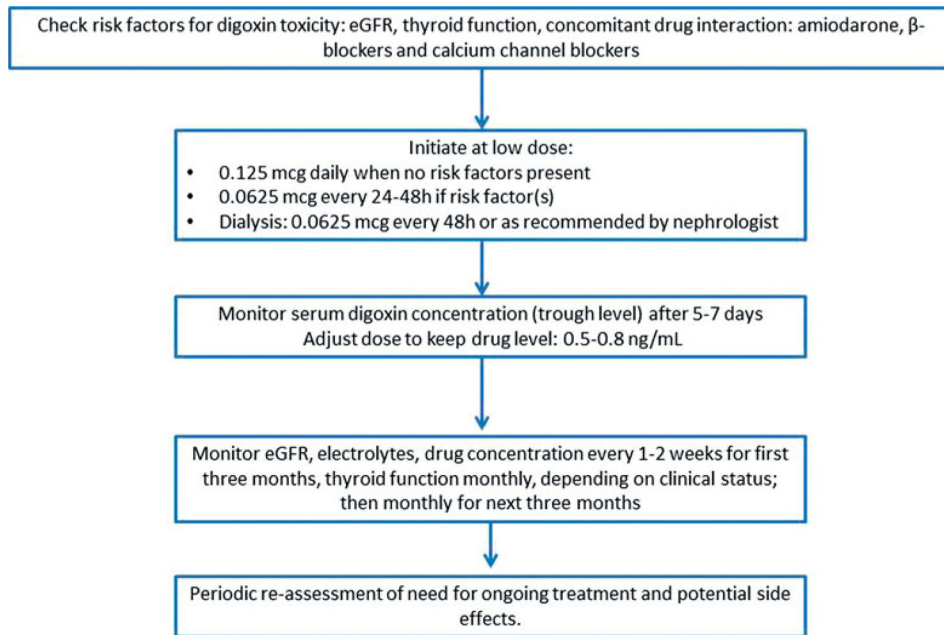 Check risk factors for digoxin toxicity: eGFR, thyroid function, concomitant drug interaction: amiodarone, β-
blockers and calcium channel blockers
Initiate at low dose:
• 0.125 mcg daily when no risk factors present
• 0.0625 mcg every 24-48h if risk factor(s)
• Dialysis: 0.0625 mcg every 48h or as recommended by nephrologist
Monitor serum digoxin concentration (trough level) after 5-7 days
Adjust dose to keep drug level: 0.5-0.8 ng/mL
Monitor eGFR, electrolytes, drug concentration every 1-2 weeks for first
three months, thyroid function monthly, depending on clinical status;
then monthly for next three months
Periodic re-assessment of need for ongoing treatment and potential side
effects.